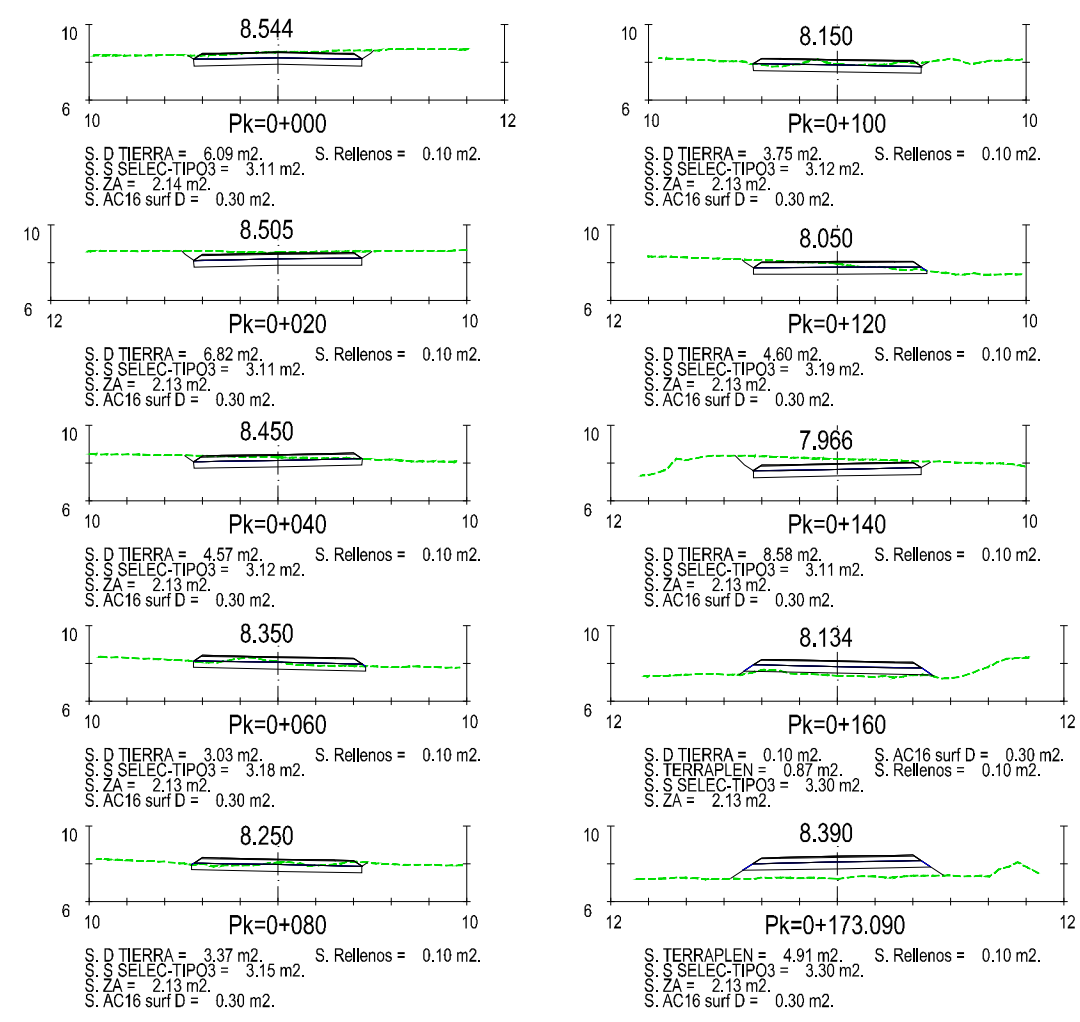 10
8.544
6
10
12
Pk=0+000
S. D TIERRA = 6.09 m2. S. Rellenos = 0.10 m2.
S. S SELEC-TIPO3 = 3.11 m2.
S. ZA = 2.14 m2.
S. AC16 surf D = 0.30 m2.
10
8.505
6
12
10
Pk=0+020
S. D TIERRA = 6.82 m2. S. Rellenos = 0.10 m2.
S. S SELEC-TIPO3 = 3.11 m2.
S. ZA = 2.13 m2.
S. AC16 surf D = 0.30 m2.
10
8.450
6
10
10
Pk=0+040
S. D TIERRA = 4.57 m2. S. Rellenos = 0.10 m2.
S. S SELEC-TIPO3 = 3.12 m2.
S. ZA = 2.13 m2.
S. AC16 surf D = 0.30 m2.
10
8.350
6
10
10
Pk=0+060
S. D TIERRA = 3.03 m2. S. Rellenos = 0.10 m2.
S. S SELEC-TIPO3 = 3.18 m2.
S. ZA = 2.13 m2.
S. AC16 surf D = 0.30 m2.
10
8.250
6
10
10
Pk=0+080
S. D TIERRA = 3.37 m2. S. Rellenos = 0.10 m2.
S. S SELEC-TIPO3 = 3.15 m2.
S. ZA = 2.13 m2.
S. AC16 surf D = 0.30 m2.
10
8.150
6
10
10
Pk=0+100
S. D TIERRA = 3.75 m2. S. Rellenos = 0.10 m2.
S. S SELEC-TIPO3 = 3.12 m2.
S. ZA = 2.13 m2.
S. AC16 surf D = 0.30 m2.
10
8.050
6
12
10
Pk=0+120
S. D TIERRA = 4.60 m2. S. Rellenos = 0.10 m2.
S. S SELEC-TIPO3 = 3.19 m2.
S. ZA = 2.13 m2.
S. AC16 surf D = 0.30 m2.
10
7.966
6
12
10
Pk=0+140
S. D TIERRA = 8.58 m2. S. Rellenos = 0.10 m2.
S. S SELEC-TIPO3 = 3.11 m2.
S. ZA = 2.13 m2.
S. AC16 surf D = 0.30 m2.
10
8.134
6
12
12
Pk=0+160
S. D TIERRA = 0.10 m2. S. AC16 surf D = 0.30 m2.
S. TERRAPLEN = 0.87 m2. S. Rellenos = 0.10 m2.
S. S SELEC-TIPO3 = 3.30 m2.
S. ZA = 2.13 m2.
10
8.390
6
12
12
Pk=0+173.090
S. TERRAPLEN = 4.91 m2. S. Rellenos = 0.10 m2.
S. S SELEC-TIPO3 = 3.30 m2.
S. ZA = 2.13 m2.
S. AC16 surf D = 0.30 m2.